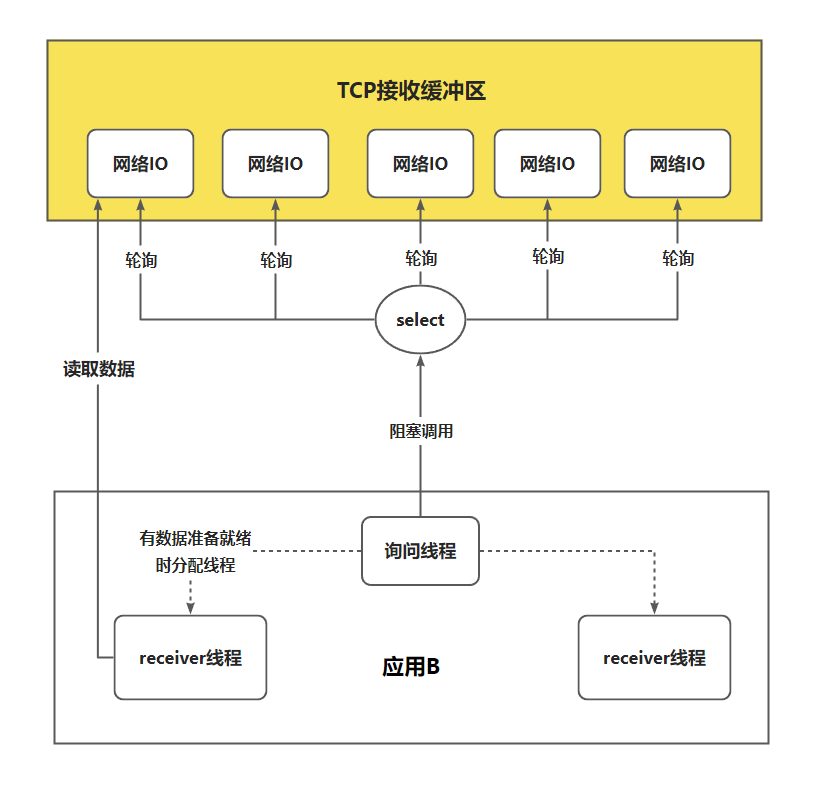 TCP接收缓冲区
网络IO
网络IO
网络IO
网络IO
网络IO
轮询
轮询
轮询
轮询
轮询
select
读取数据
阻塞调用
有数据准备就绪
时分配线程
询问线程
receiver线程
应用B
receiver线程